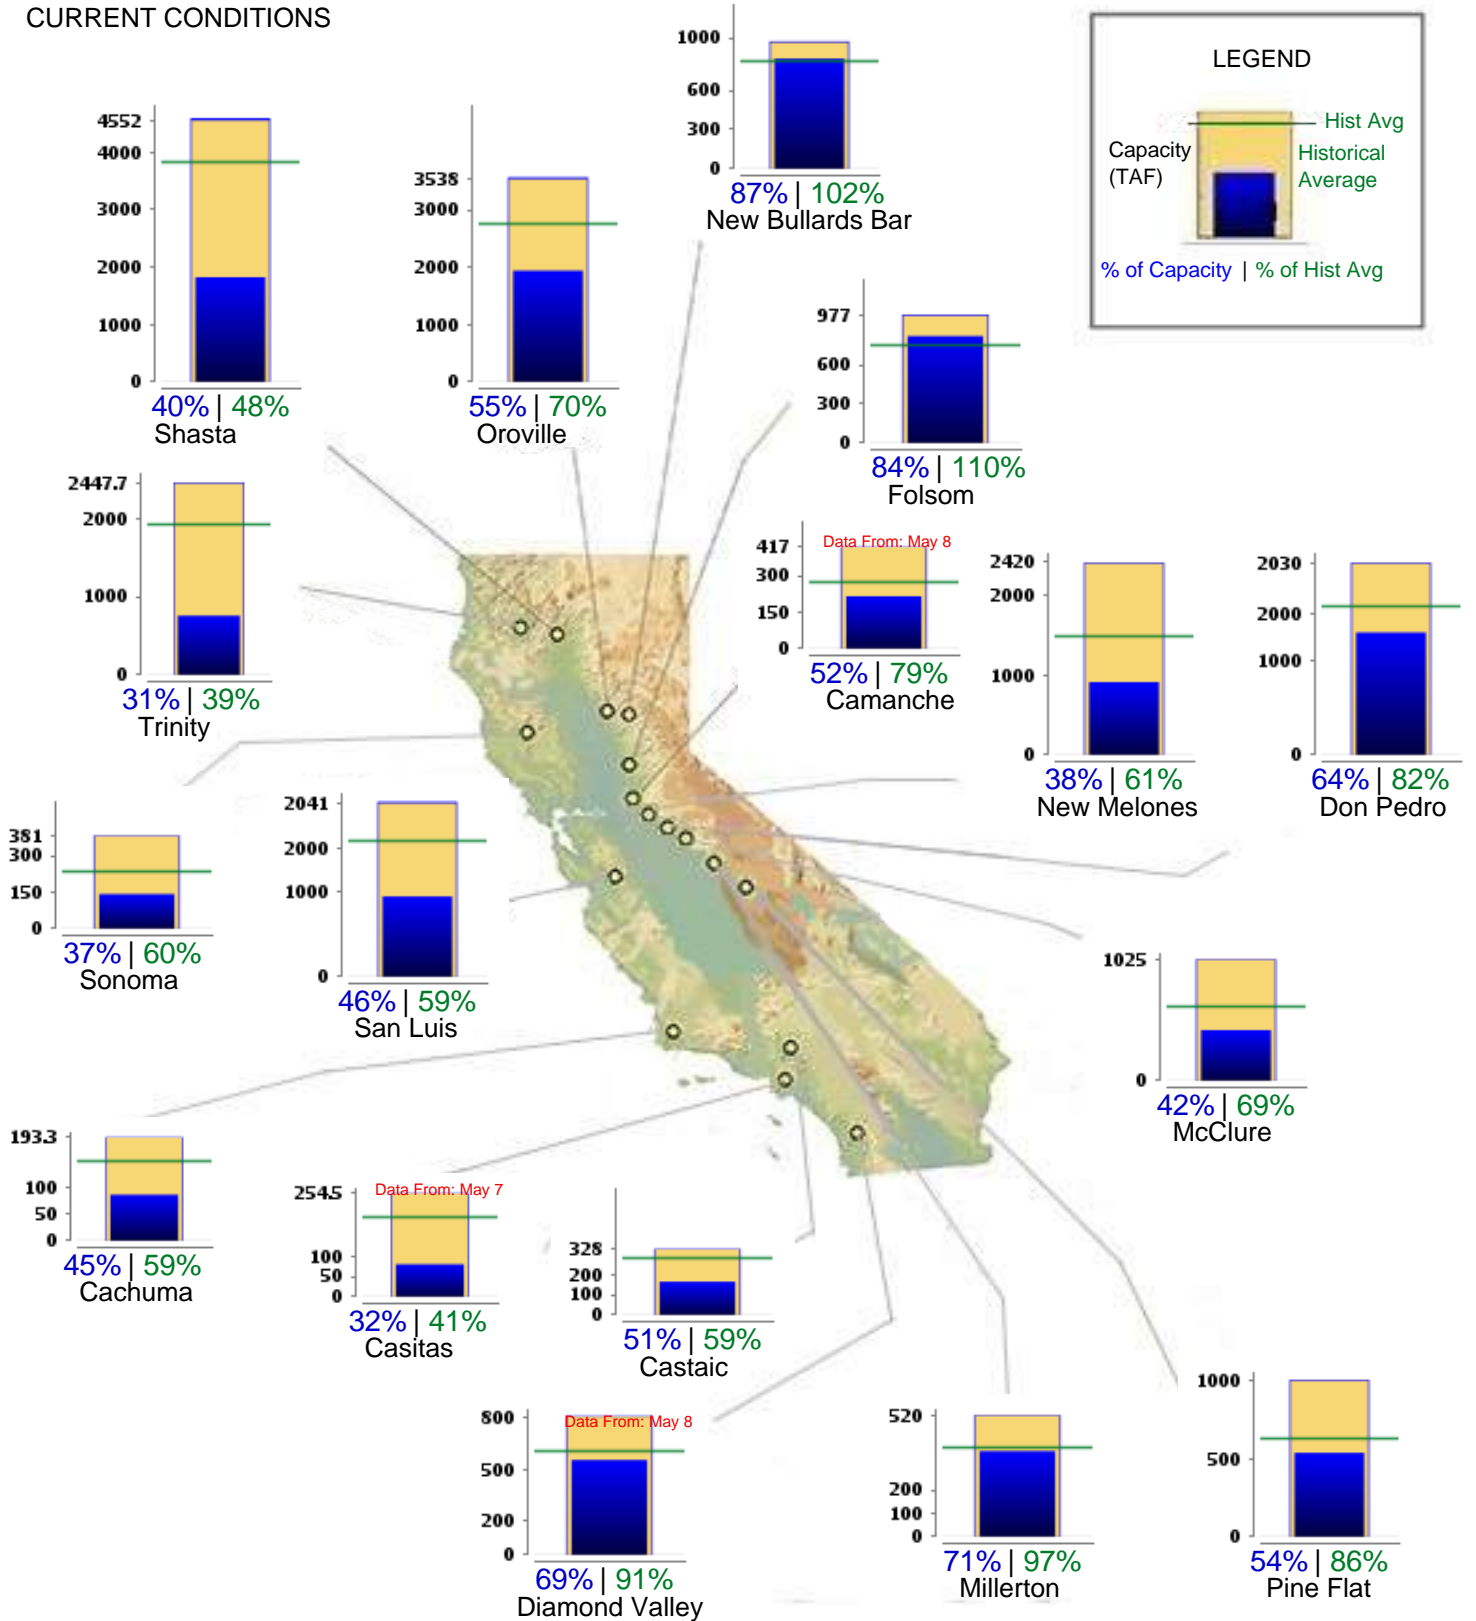 CURRENT CONDITIONS
1000
600
300
0
87% | 102%
New Bullards Bar
LEGEND
Hist Avg
Capacity
(TAF)
Historical
Average
% of Capacity | % of Hist Avg
4552
4000
3000
2000
1000
0
40% | 48%
Shasta
3538
3000
2000
1000
0
55% | 70%
Oroville
977
600
300
0
84% | 110%
Folsom
2447.7
2000
1000
0
31% | 39%
Trinity
Data From: May 8
417
300
150
0
52% | 79%
Camanche
2420
2000
1000
0
38% | 61%
New Melones
2030
2000
1000
0
64% | 82%
Don Pedro
381
300
150
0
37% | 60%
Sonoma
2041
2000
1000
0
46% | 59%
San Luis
1025
0
42% | 69%
McClure
193.3
100
50
0
45% | 59%
Cachuma
Data From: May 7
254.5
100
50
0
32% | 41%
Casitas
328
200
100
0
51% | 59%
Castaic
Data From: May 8
800
500
200
0
69% | 91%
Diamond Valley
520
200
100
0
71% | 97%
Millerton
1000
500
0
54% | 86%
Pine Flat